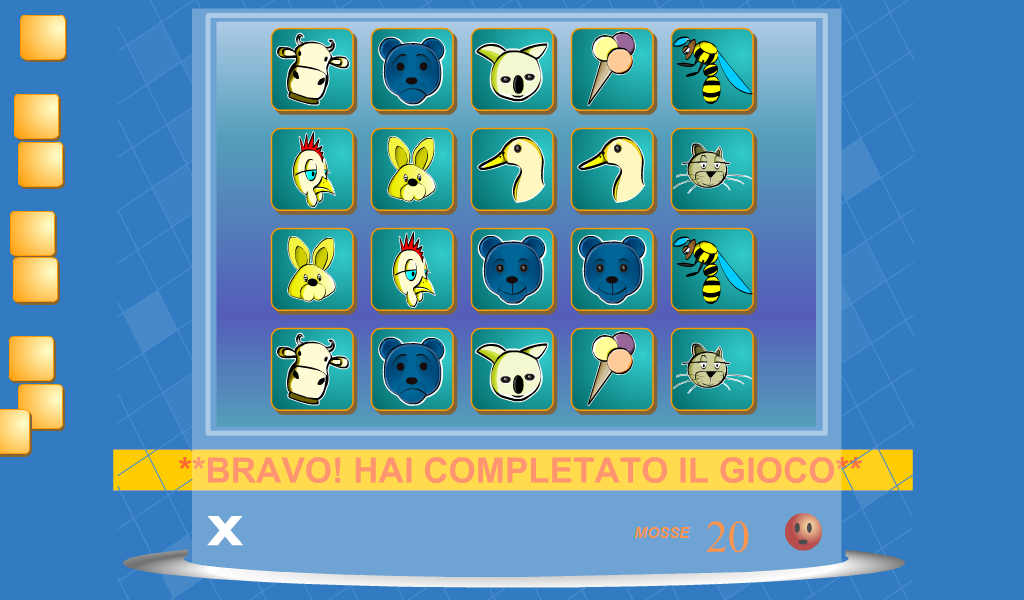 **BRAVO! HAI COMPLETATO IL GIOCO**
X
MOSSE 20